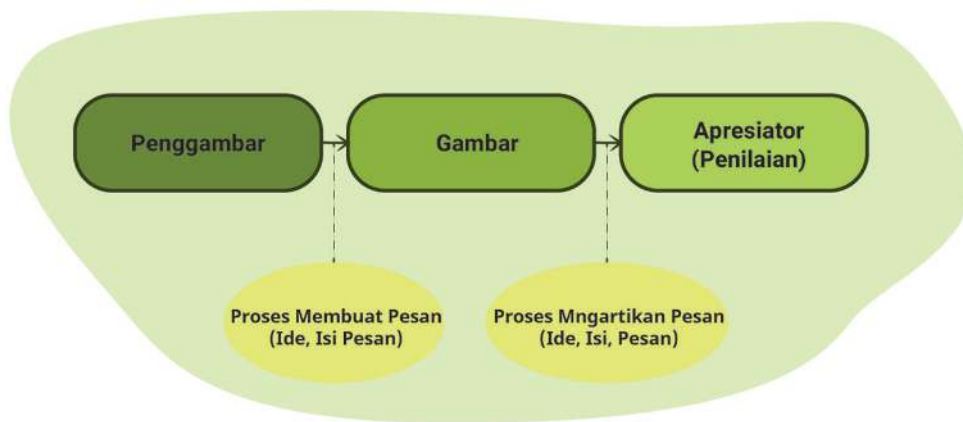 Penggambar
Gambar
Apresiator
(Penilaian)
Proses Membuat Pesan
(Ide, Isi Pesan)
Proses Mngartikan Pesan
(Ide, Isi, Pesan)